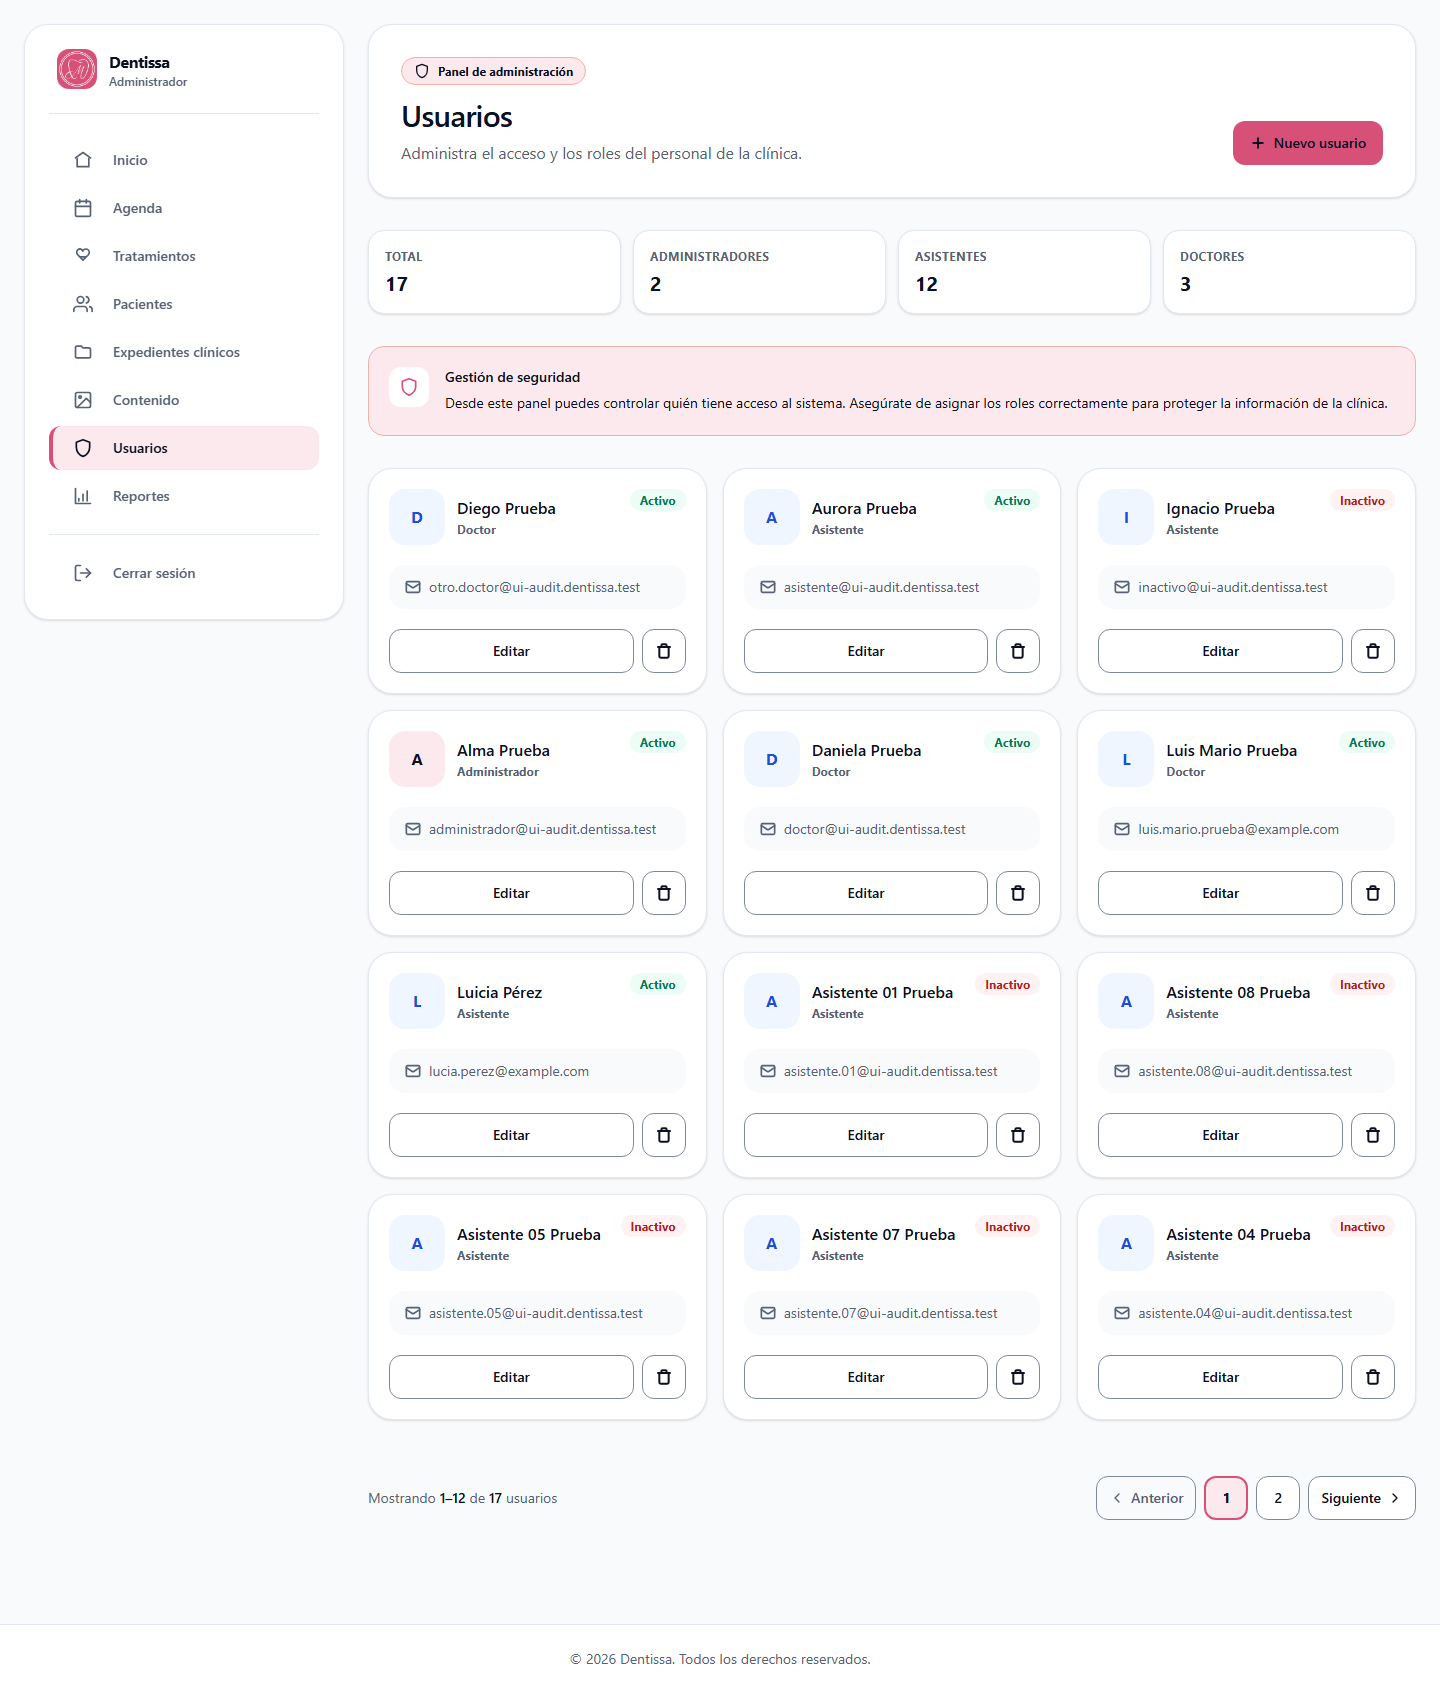 Dentissa
Administrador
Inicio
Agenda
Tratamientos
Pacientes
Expedientes clínicos
Contenido
Usuarios
Reportes
Cerrar sesión
Panel de administración
Usuarios
Administra el acceso y los roles del personal de la clínica.
Nuevo usuario
TOTAL
17
ADMINISTRADORES
2
ASISTENTES
12
DOCTORES
3
Gestión de seguridad
Desde este panel puedes controlar quién tiene acceso al sistema. Asegúrate de asignar los roles correctamente para proteger la información de la clínica.
D
Diego Prueba
Doctor
Activo
otro.doctor@ui-audit.dentissa.test
Editar
A
Aurora Prueba
Asistente
Activo
asistente@ui-audit.dentissa.test
Editar
I
Ignacio Prueba
Asistente
Inactivo
inactivo@ui-audit.dentissa.test
Editar
A
Alma Prueba
Administrador
Activo
administrador@ui-audit.dentissa.test
Editar
D
Daniela Prueba
Doctor
Activo
doctor@ui-audit.dentissa.test
Editar
L
Luis Mario Prueba
Doctor
Activo
luis.mario.prueba@example.com
Editar
L
Luicia Pérez
Asistente
Activo
lucia.perez@example.com
Editar
A
Asistente 01 Prueba
Asistente
Inactivo
asistente.01@ui-audit.dentissa.test
Editar
A
Asistente 08 Prueba
Asistente
Inactivo
asistente.08@ui-audit.dentissa.test
Editar
A
Asistente 05 Prueba
Asistente
Inactivo
asistente.05@ui-audit.dentissa.test
Editar
A
Asistente 07 Prueba
Asistente
Inactivo
asistente.07@ui-audit.dentissa.test
Editar
A
Asistente 04 Prueba
Asistente
Inactivo
asistente.04@ui-audit.dentissa.test
Editar
Mostrando 1–12 de 17 usuarios
Anterior
1
2
Siguiente
© 2026 Dentissa. Todos los derechos reservados.